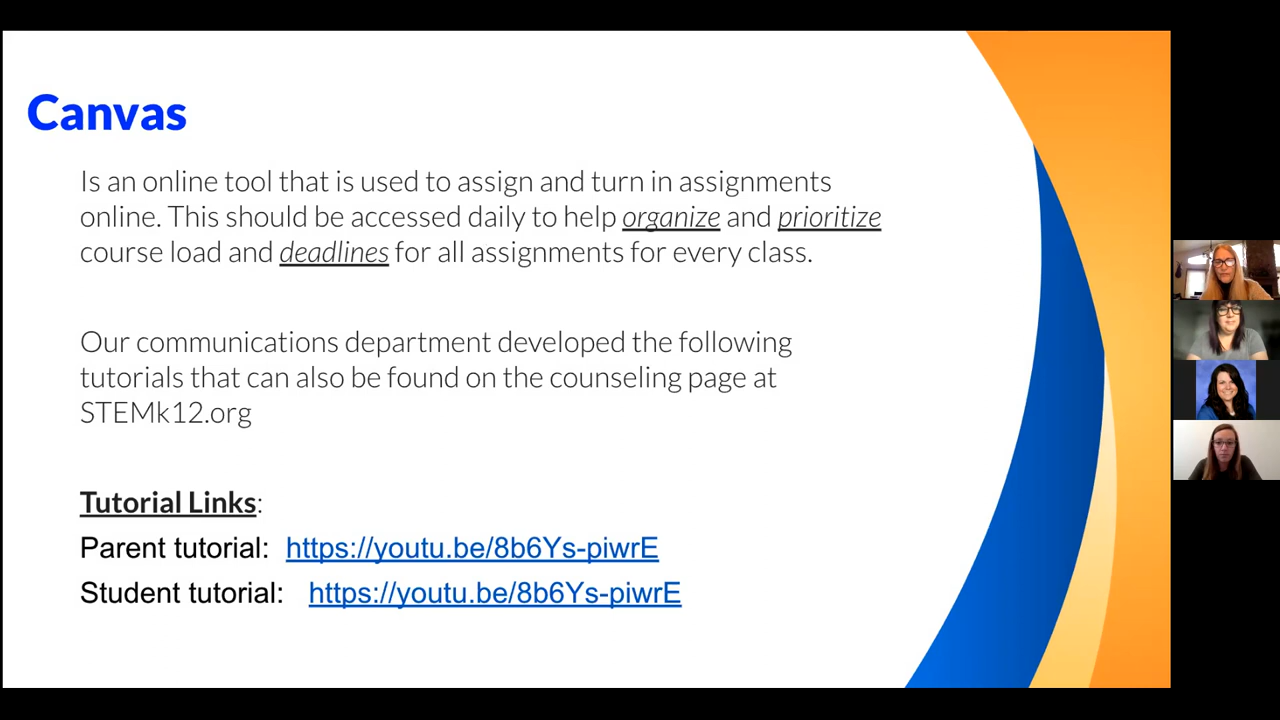 Canvas
Is an online tool that is used to assign and turn in assignments
online. This should be accessed daily to help organize and prioritize
course load and deadlines for all assignments for every class.
Our communications department developed the following
tutorials that can also be found on the counseling page at
STEMk12.org
Tutorial Links:
Parent tutorial: https://youtu.be/8b6Ys-piwrE
Student tutorial: https://youtu.be/8b6Ys-piwrE